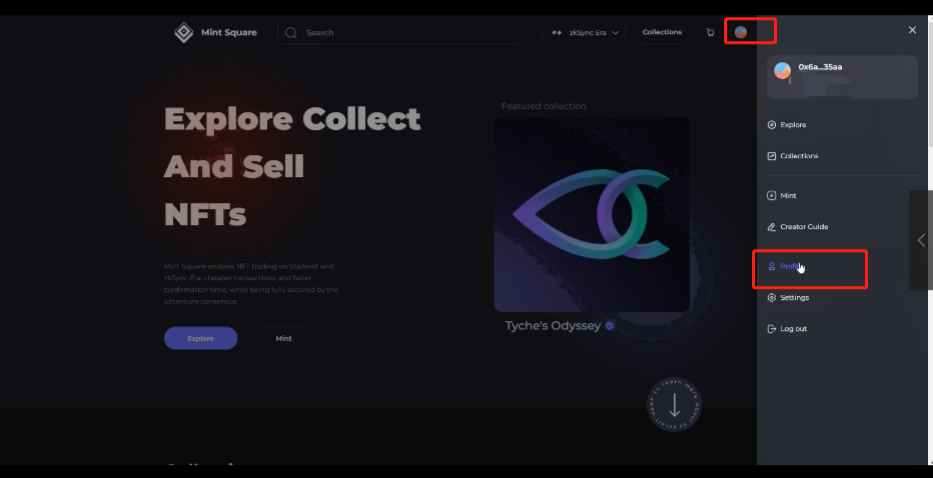 Mint Square
Search
zkSync Era
Collections
0x6a...35aa
Explore Collect
And Sell
NFTs
Featured collection
Mint Square enables NFT trading on Starknet and
zkSync Era: cheaper transactions and faster
confirmation time, while being fully secured by the
Ethereum consensus.
Explore
Mint
Tyche's Odyssey
Explore
Collections
Mint
Creator Guide
Profile
Settings
Log out